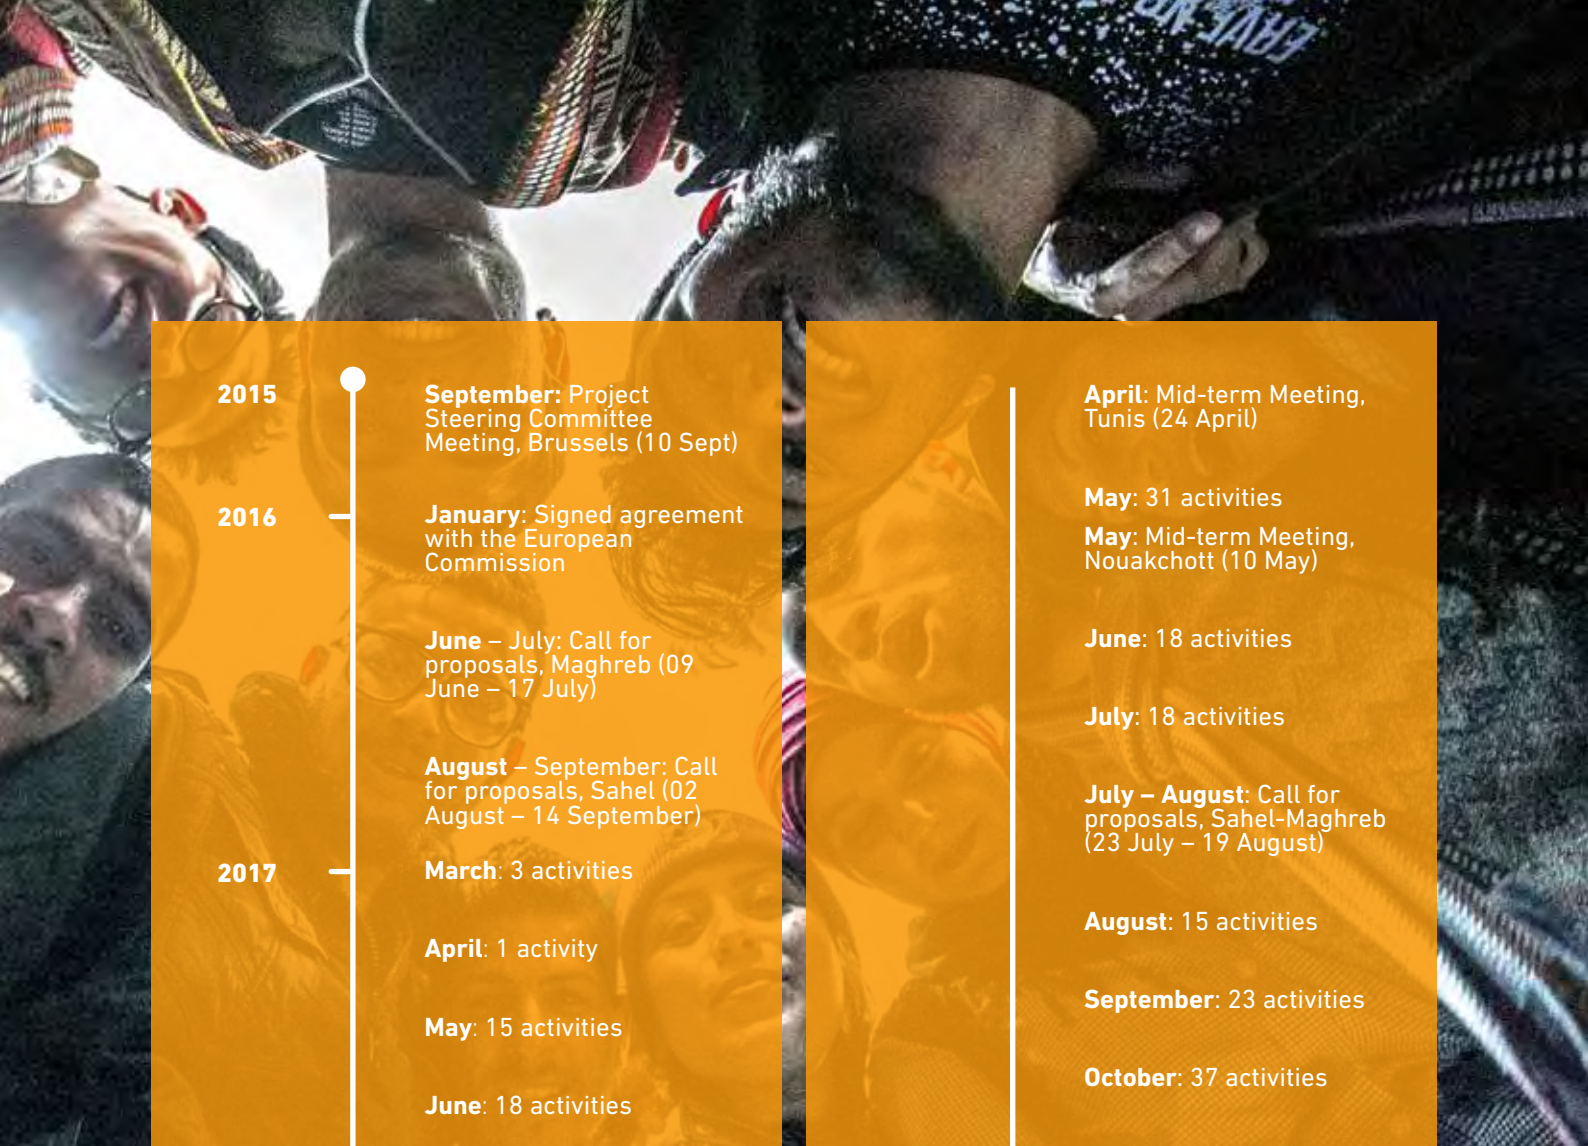 2015
September: Project
Steering Committee
Meeting, Brussels (10 Sept)
2016
January: Signed agreement
with the European
Commission
June – July: Call for
proposals, Maghreb (09
June – 17 July)
August – September: Call
for proposals, Sahel (02
August – 14 September)
2017
March: 3 activities
April: 1 activity
May: 15 activities
June: 18 activities
April: Mid-term Meeting,
Tunis (24 April)
May: 31 activities
May: Mid-term Meeting,
Nouakchott (10 May)
June: 18 activities
July: 18 activities
July – August: Call for
proposals, Sahel-Maghreb
(23 July – 19 August)
August: 15 activities
September: 23 activities
October: 37 activities